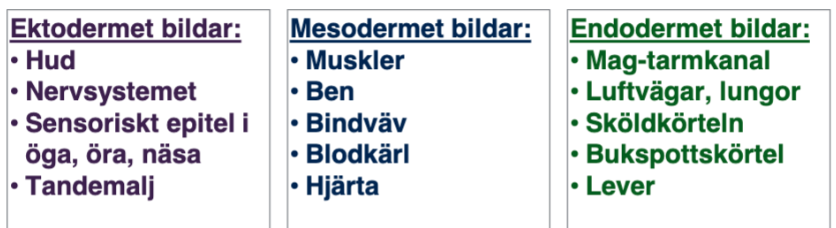 Ektodermet bildar:
• Hud
• Nervsystemet
• Sensoriskt epitel i
öga, öra, näsa
• Tandemalj
Mesodermet bildar:
• Muskler
• Ben
• Bindväv
• Blodkärl
• Hjärta
Endodermet bildar:
• Mag-tarmkanal
• Luftvägar, lungor
• Sköldkörteln
• Bukspottskörtel
• Lever